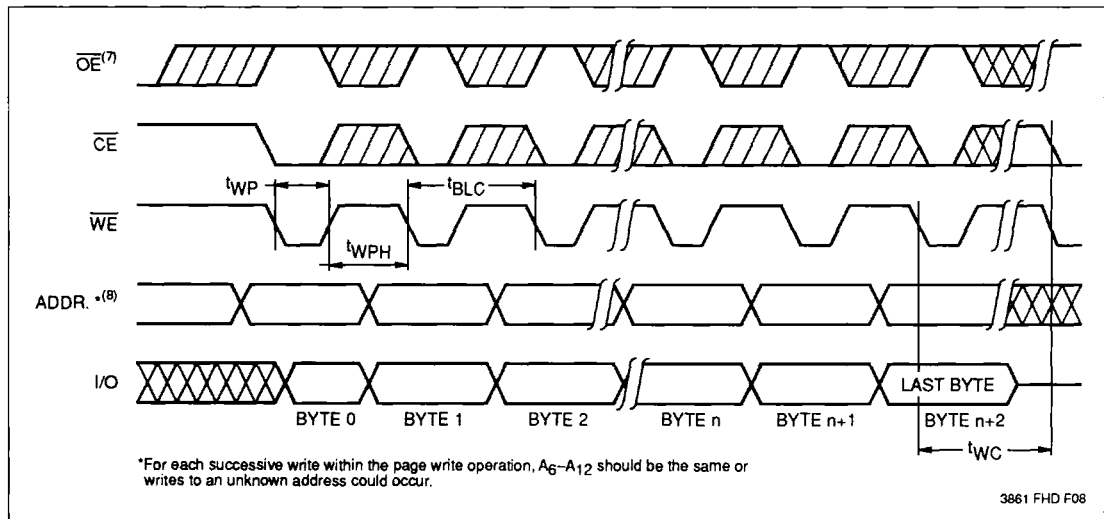 OE(7)
CE
tWP
tBLC
WE
tWPH
ADDR. *(8)
I/O
LAST BYTE
BYTE 0 BYTE 1 BYTE 2 BYTE n BYTE n+1 BYTE n+2
tWC
*For each successive write within the page write operation, A6–A12 should be the same or
writes to an unknown address could occur.
3861 FHD F08